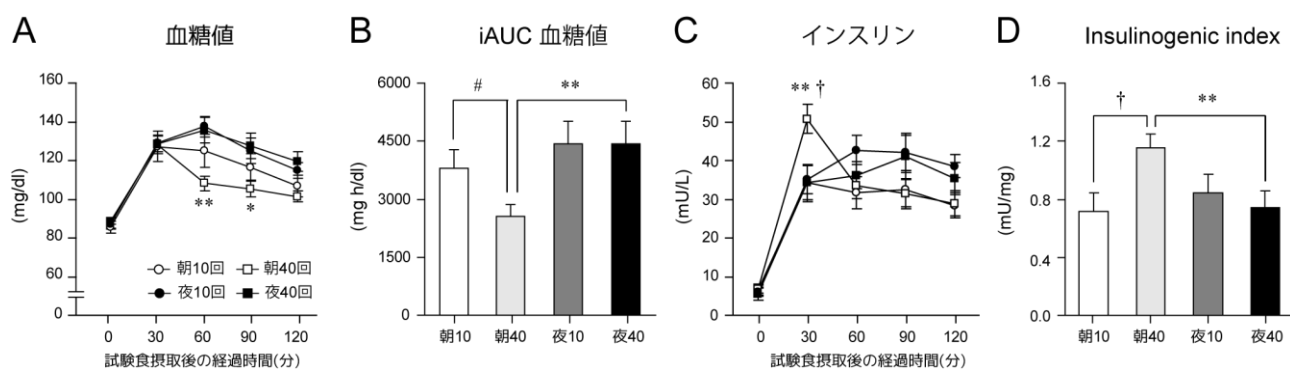 A 血糖値
160
140
120
100
80
60
0
(mg/dl)
**
*
朝10回 朝40回
夜10回 夜40回
0 30 60 90 120
試験食摂取後の経過時間(分)
B iAUC 血糖値
6000
4500
3000
1500
0
(mg h/dl)
#
**
朝10 朝40 夜10 夜40
C インスリン
60
50
40
30
20
10
0
(mU/L)
** †
0 30 60 90 120
試験食摂取後の経過時間(分)
D Insulinogenic index
1.6
1.2
0.8
0.4
0.0
(mU/mg)
†
**
朝10 朝40 夜10 夜40